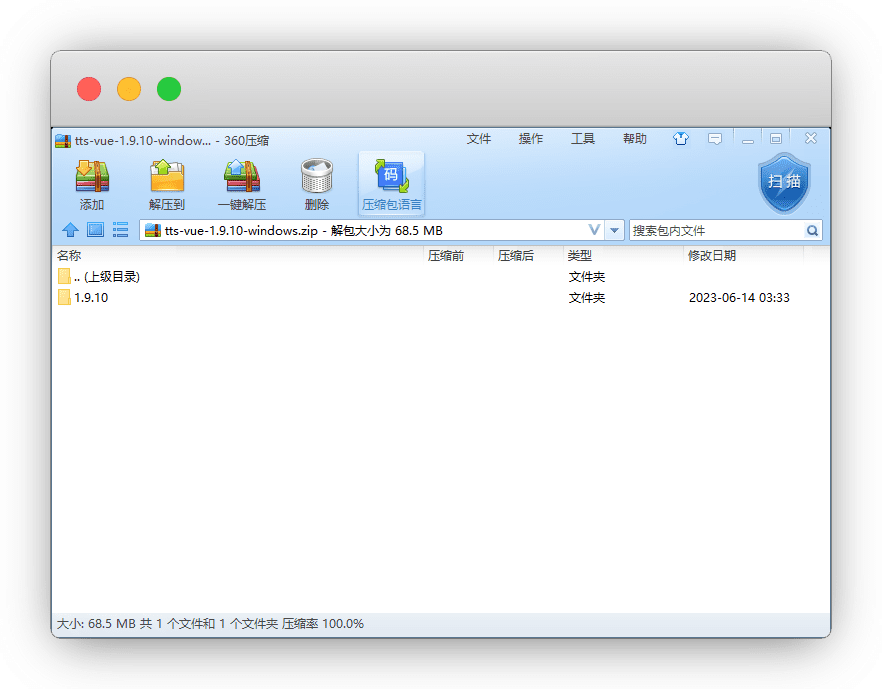 tts-vue-1.9.10-window... - 360压缩 文件 操作 工具 帮助
添加 解压到 一键解压 删除 码 压缩包语言 扫描
tts-vue-1.9.10-windows.zip - 解包大小为 68.5 MB 搜索包内文件
名称 压缩前 压缩后 类型 修改日期
.. (上级目录) 文件夹
1.9.10 文件夹 2023-06-14 03:33
大小: 68.5 MB 共 1 个文件和 1 个文件夹 压缩率 100.0%